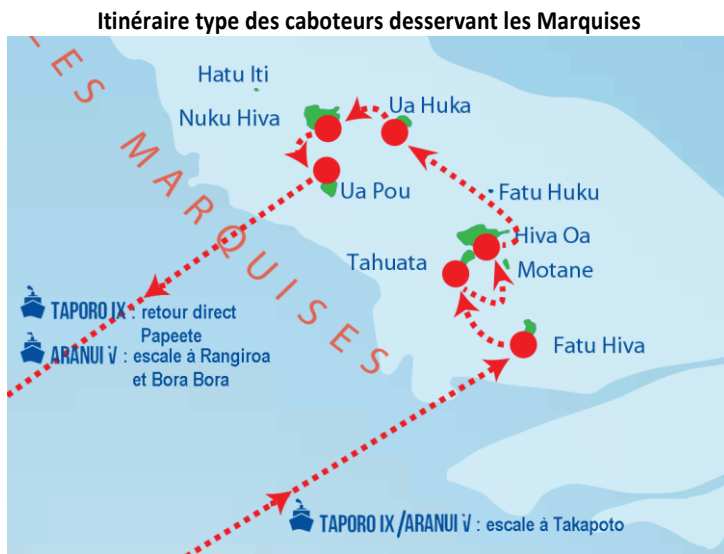 Itinéraire type des caboteurs desservant les Marquises
LES MARQUISES
Hatu Iti
Nuku Hiva
Ua Huka
Ua Pou
Fatu Huku
Hiva Oa
Tahuata
Motane
Fatu Hiva
TAPORO IX : retour direct
Papeete
ARANUI V : escale à Rangiroa
et Bora Bora
TAPORO IX/ARANUI V : escale à Takapoto